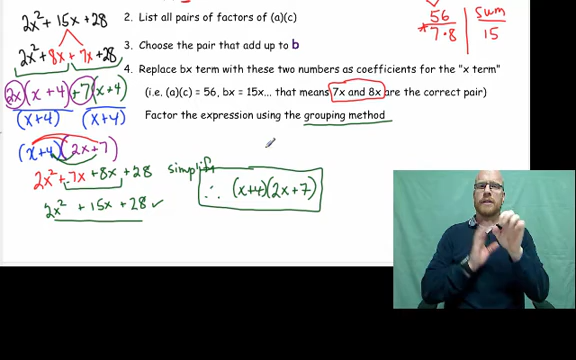 2x² + 15x + 28
2x² + 8x + 7x + 28
2x(x + 4) + 7(x + 4)
(x + 4) (x + 4)
(x+4)(2x+7)
2x² + 7x + 8x + 28
2x² + 15x + 28 ✓
2. List all pairs of factors of (a)(c)
3. Choose the pair that add up to b
4. Replace bx term with these two numbers as coefficients for the "x term"
(i.e. (a)(c) = 56, bx = 15x... that means 7x and 8x are the correct pair)
Factor the expression using the grouping method
simplify
∴ (x+4)(2x+7)
56 sum
*7·8 15